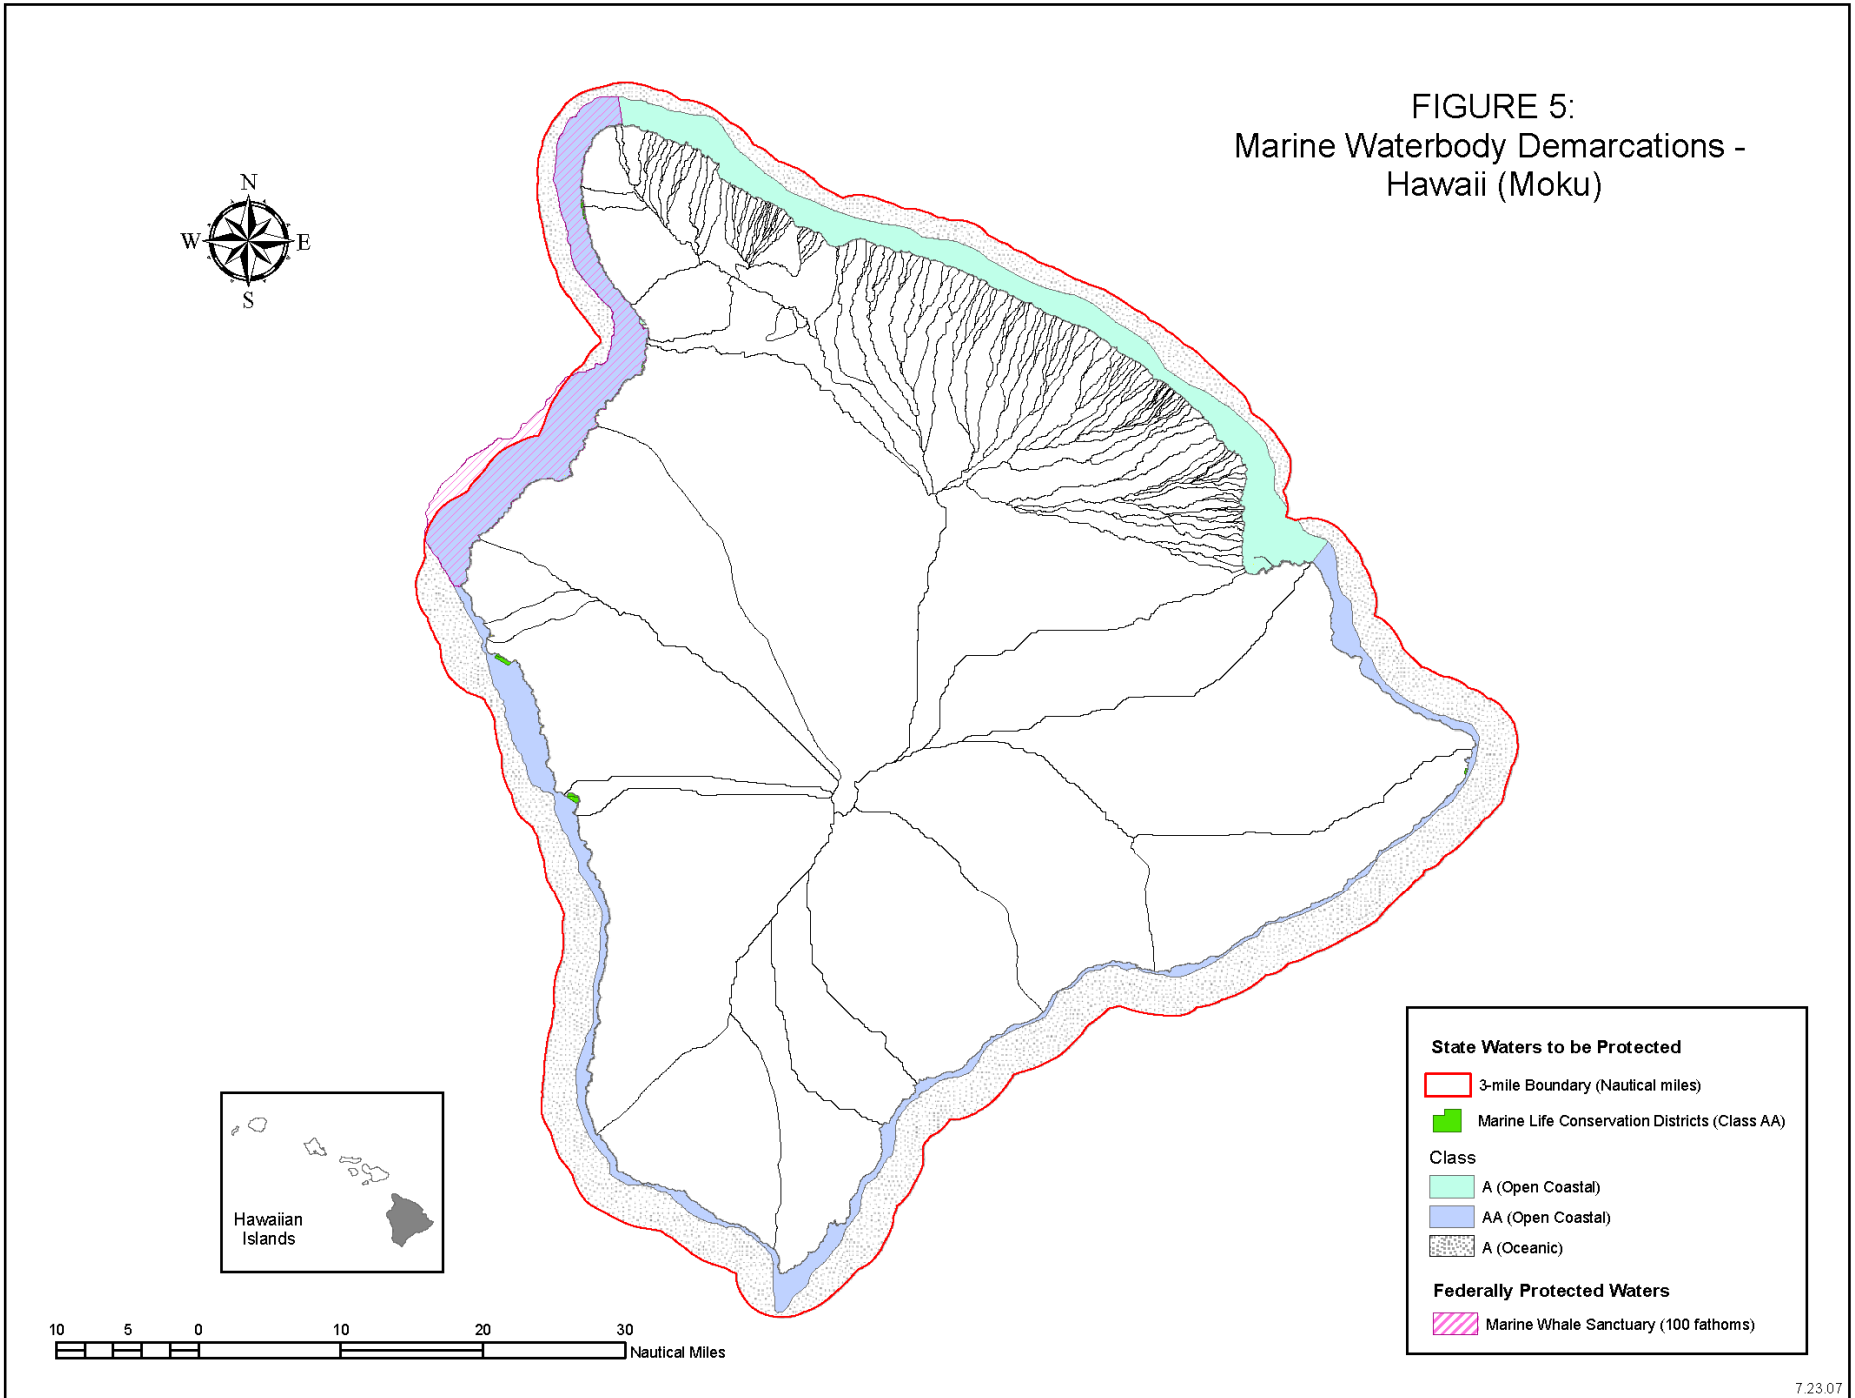 FIGURE 5:
Marine Waterbody Demarcations -
Hawaii (Moku)
N
W
E
S
State Waters to be Protected
3-mile Boundary (Nautical miles)
Marine Life Conservation Districts (Class AA)
Class
A (Open Coastal)
AA (Open Coastal)
A (Oceanic)
Federally Protected Waters
Marine Whale Sanctuary (100 fathoms)
Hawaiian
Islands
10 5 0 10 20 30
Nautical Miles
7.23.07